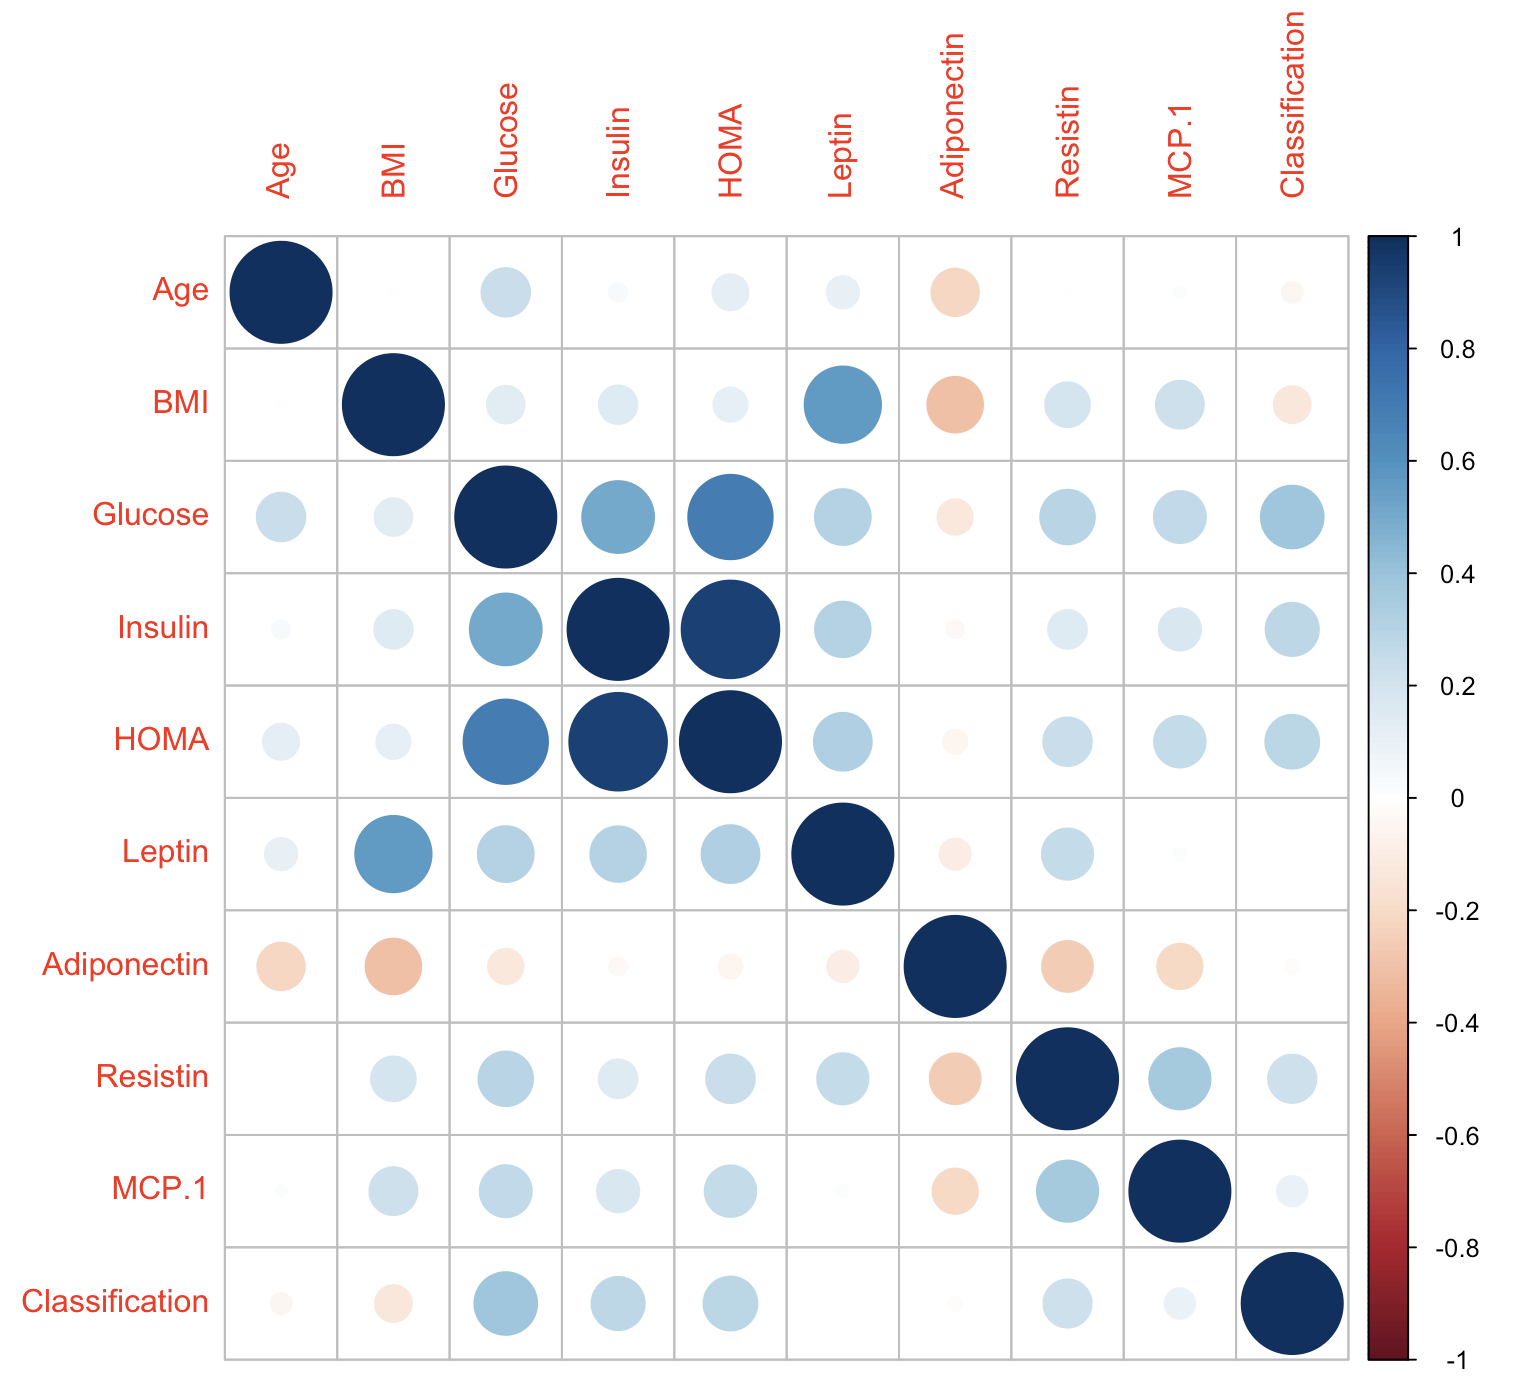 Age
BMI
Glucose
Insulin
HOMA
Leptin
Adiponectin
Resistin
MCP.1
Classification
Age
BMI
Glucose
Insulin
HOMA
Leptin
Adiponectin
Resistin
MCP.1
Classification
1
0.8
0.6
0.4
0.2
0
-0.2
-0.4
-0.6
-0.8
-1